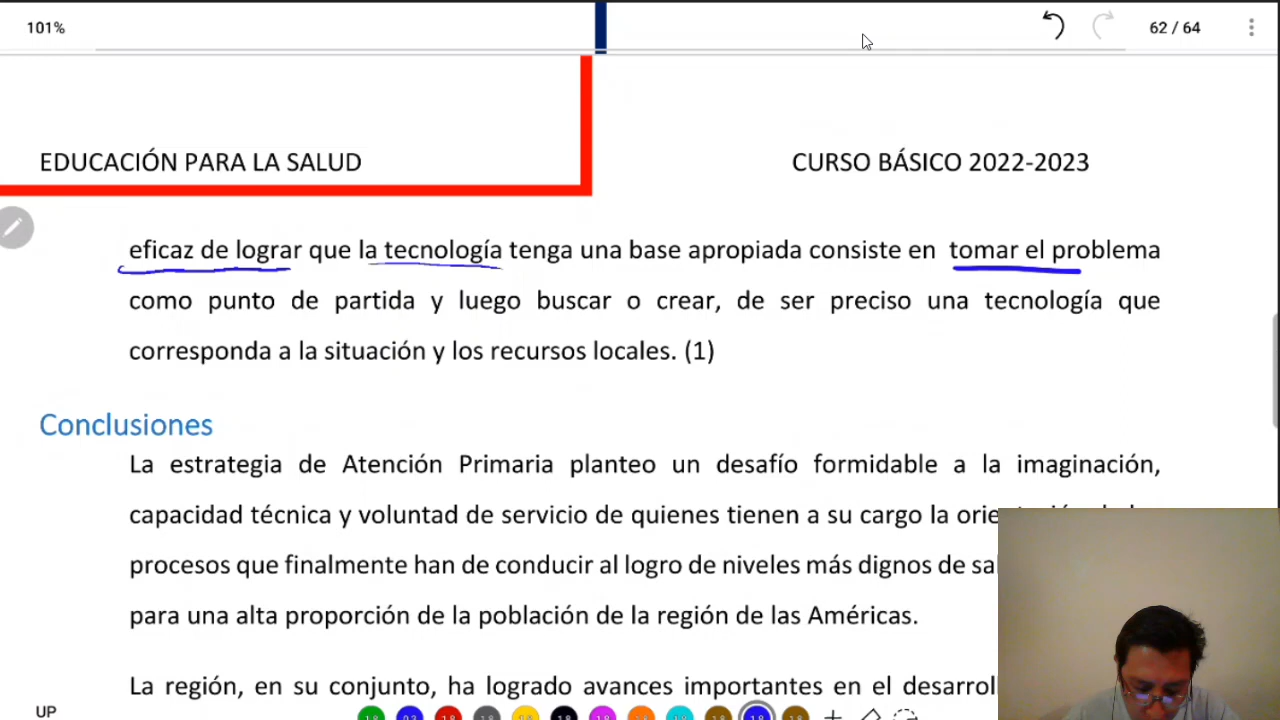 101%
62 / 64
EDUCACIÓN PARA LA SALUD
CURSO BÁSICO 2022-2023
eficaz de lograr que la tecnología tenga una base apropiada consiste en tomar el problema
como punto de partida y luego buscar o crear, de ser preciso una tecnología que
corresponda a la situación y los recursos locales. (1)
Conclusiones
La estrategia de Atención Primaria planteo un desafío formidable a la imaginación,
capacidad técnica y voluntad de servicio de quienes tienen a su cargo la
procesos que finalmente han de conducir al logro de niveles más dignos de
para una alta proporción de la población de la región de las Américas.
La región, en su conjunto, ha logrado avances importantes en el
UP